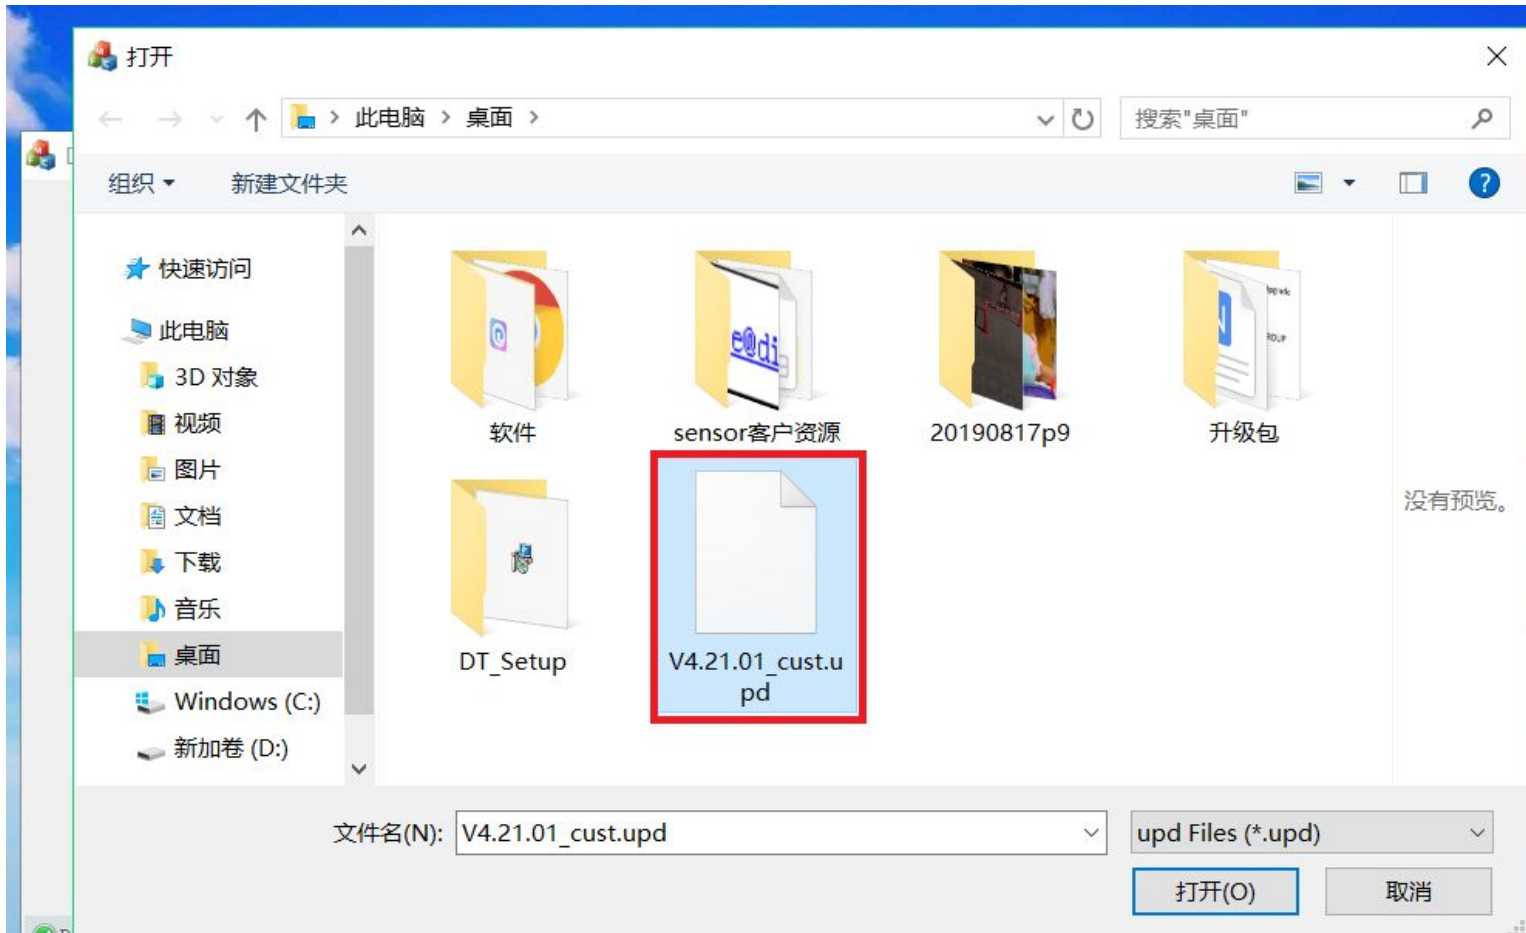 打开
此电脑 > 桌面 >
搜索"桌面"
组织
新建文件夹
快速访问
此电脑
3D 对象
视频
图片
文档
下载
音乐
桌面
Windows (C:)
新加卷 (D:)
e@di
pgrade
ROUP
软件
sensor客户资源
20190817p9
升级包
DT_Setup
V4.21.01_cust.u
pd
没有预览。
文件名(N):
V4.21.01_cust.upd
upd Files (*.upd)
打开(O)
取消